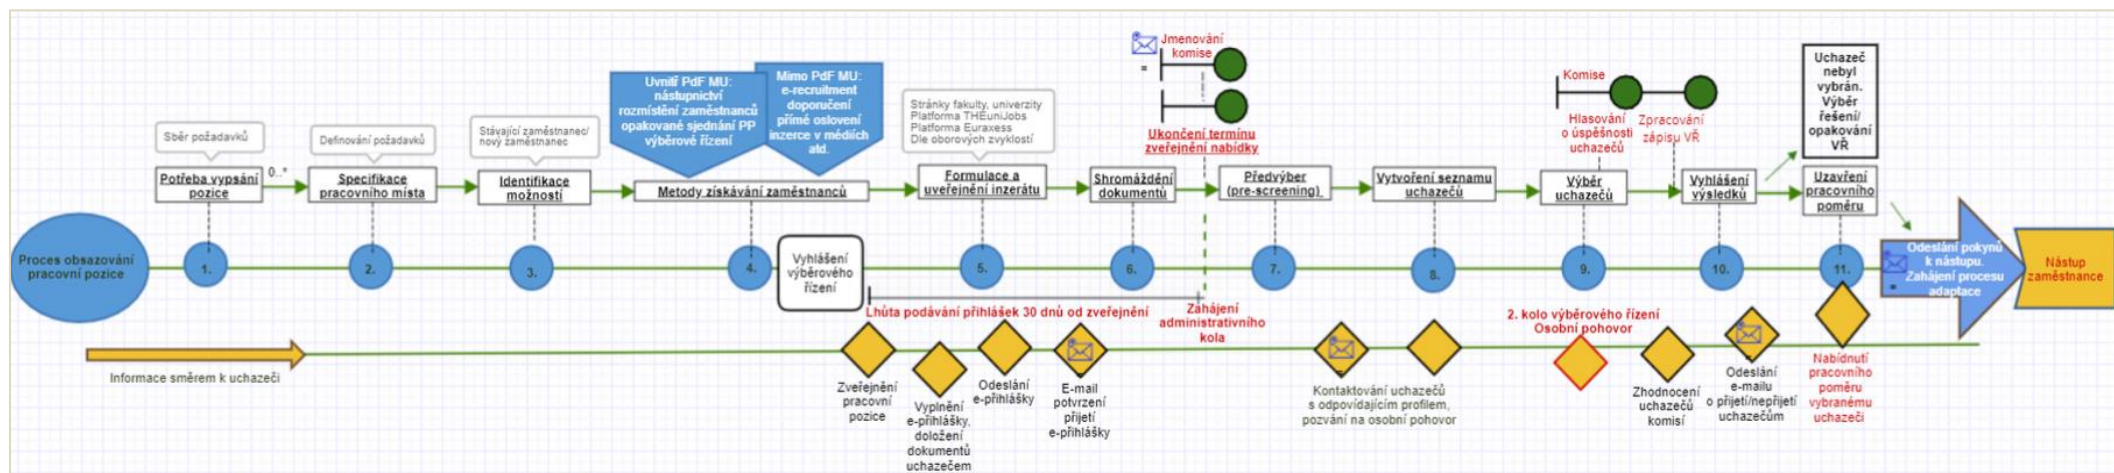 Jmenování
komise
=
Uvnitř PdF MU:
nástupnictví
rozmístění zaměstnanců
opakované sjednání PP
výběrové řízení
Mimo PdF MU:
e-recruitment
doporučení
přímé oslovení
inzerce v médiích
atd.
Stránky fakulty, univerzity
Platforma THEuniJobs
Platforma Euraxess
Dle oborových zvyklostí
Ukončení termínu
zveřejnění nabídky
Komise
Hlasování
o úspěšnosti
uchazečů
Zpracování
zápisu VŘ
Uchazeč
nebyl
vybrán.
Výběr
řešení/
opakování
VŘ
Sběr požadavků
Definování požadavků
Stávající zaměstnanec/
nový zaměstnanec
Potřeba vypsání
pozice
0..*
Specifikace
pracovního místa
Identifikace
možností
Metody získávání zaměstnanců
Formulace a
uveřejnění inzerátu
Shromáždění
dokumentů
Předvýběr
(pre-screening)
Vytvoření seznamu
uchazečů
Výběr
uchazečů
Vyhlášení
výsledků
Uzavření
pracovního
poměru
Proces obsazování
pracovní pozice
1.
2.
3.
4.
Vyhlášení
výběrového
řízení
5.
6.
7.
8.
9.
10.
11.
Odeslání pokynů
k nástupu.
Zahájení procesu
adaptace
Nástup
zaměstnance
Lhůta podávání přihlášek 30 dnů od zveřejnění
Zahájení
administrativního
kola
2. kolo výběrového řízení
Osobní pohovor
Informace směrem k uchazeči
Zveřejnění
pracovní
pozice
Vyplnění
e-přihlášky,
doložení
dokumentů
uchazečem
Odeslání
e-přihlášky
E-mail
potvrzení
přijetí
e-přihlášky
Kontaktování uchazečů
s odpovídajícím profilem,
pozvání na osobní pohovor
Zhodnocení
uchazečů
komisí
Odeslání
e-mailu
o přijetí/nepřijetí
uchazečům
Nabídnutí
pracovního
poměru
vybranému
uchazeči